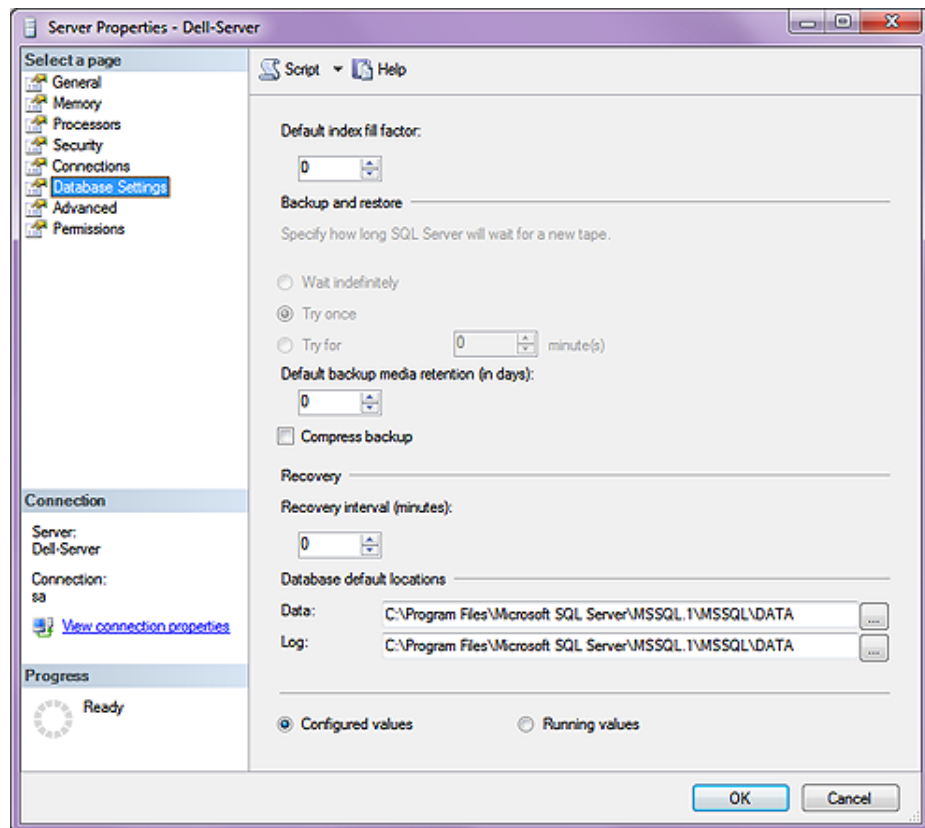 Server Properties - Dell-Server
Select a page
General
Memory
Processors
Security
Connections
Database Settings
Advanced
Permissions
Connection
Server:
Dell-Server
Connection:
sa
View connection properties
Progress
Ready
Script
Help
Default index fill factor:
0
Backup and restore
Specify how long SQL Server will wait for a new tape.
Wait indefinitely
Try once
Try for 0 minute(s)
Default backup media retention (in days):
0
Compress backup
Recovery
Recovery interval (minutes):
0
Database default locations
Data: C:\Program Files\Microsoft SQL Server\MSSQL.1\MSSQL\DATA ...
Log: C:\Program Files\Microsoft SQL Server\MSSQL.1\MSSQL\DATA ...
Configured values Running values
OK Cancel